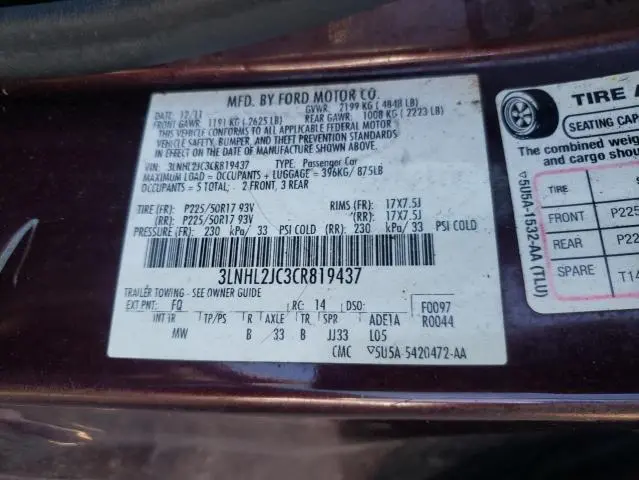 MFD. BY FORD MOTOR CO.
DATE: 12/11 GVWR: 2199 KG (4848 LB)
FRONT GAWR: 1191 KG (2625 LB) REAR GAWR: 1008 KG (2223 LB)
THIS VEHICLE CONFORMS TO ALL APPLICABLE FEDERAL MOTOR
VEHICLE SAFETY, BUMPER, AND THEFT PREVENTION STANDARDS
IN EFFECT ON THE DATE OF MANUFACTURE SHOWN ABOVE.
VIN: 3LNHL2JC3CR819437 TYPE: Passenger Car
MAXIMUM LOAD = OCCUPANTS + LUGGAGE = 396KG/875LB
OCCUPANTS = 5 TOTAL: 2 FRONT, 3 REAR
TIRE (FR): P225/50R17 93V RIMS (FR): 17X7.5J
(RR): P225/50R17 93V (RR): 17X7.5J
PRESSURE (FR): 230 kPa/ 33 PSI COLD (RR): 230 kPa/ 33 PSI COLD
3LNHL2JC3CR819437
TRAILER TOWING - SEE OWNER GUIDE
EXT PNT: FQ RC: 14 DSO: F0097
INT TR TP/PS R AXLE TR SPR ADE1A R0044
MW B 33 B JJ33 L05
CMC 5U5A-5420472-AA
TIRE A
SEATING CAP
The combined weig
and cargo shou
TIRE S
FRONT P225
REAR P22
SPARE T14
5U5A-1532-AA (TLU)